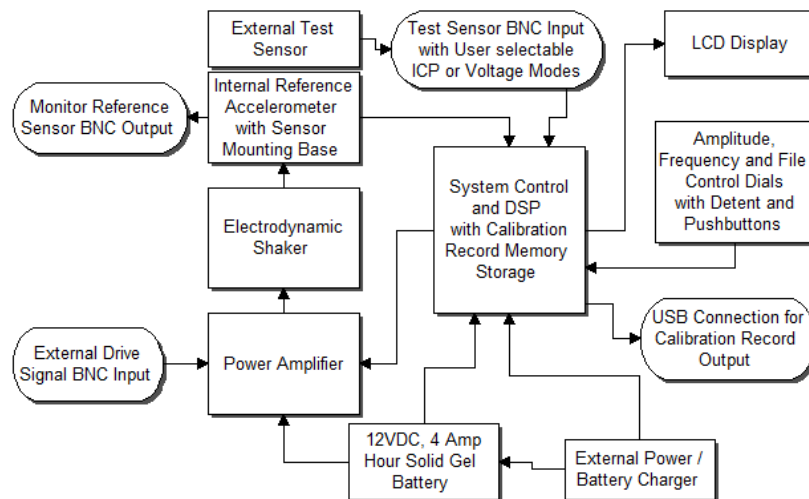 External Test
Sensor
Test Sensor BNC Input
with User selectable
ICP or Voltage Modes
LCD Display
Monitor Reference
Sensor BNC Output
Internal Reference
Accelerometer
with Sensor
Mounting Base
Amplitude,
Frequency and File
Control Dials
with Detent and
Pushbuttons
System Control
and DSP
with Calibration
Record Memory
Storage
Electrodynamic
Shaker
External Drive
Signal BNC Input
Power Amplifier
USB Connection for
Calibration Record
Output
12VDC, 4 Amp
Hour Solid Gel
Battery
External Power /
Battery Charger